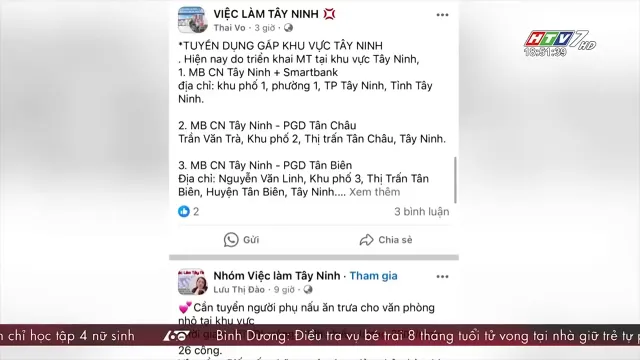 VIỆC LÀM TÂY NINH 💢
Thai Vo · 3 giờ ·
*TUYỂN DỤNG GẤP KHU VỰC TÂY NINH
. Hiện nay do triển khai MT tại khu vực Tây Ninh,
1. MB CN Tây Ninh + Smartbank
địa chỉ: khu phố 1, phường 1, TP Tây Ninh, Tỉnh Tây
Ninh.
2. MB CN Tây Ninh - PGD Tân Châu
Trần Văn Trà, Khu phố 2, Thị trấn Tân Châu, Tây Ninh.
3. MB CN Tây Ninh - PGD Tân Biên
Địa chỉ: Nguyễn Văn Linh, Khu phố 3, Thị Trấn Tân
Biên, Huyện Tân Biên, Tây Ninh.... Xem thêm
2
3 bình luận
Gửi
Chia sẻ
Nhóm Việc làm Tây Ninh · Tham gia
Lưu Thị Đào · 9 giờ ·
💕Cần tuyển người phụ nấu ăn trưa cho văn phòng
nhỏ tại khu vực
26 công.
HTV7 HD
18:51:39
n chỉ học tập 4 nữ sinh
60
Bình Dương: Điều tra vụ bé trai 8 tháng tuổi tử vong tại nhà giữ trẻ tự